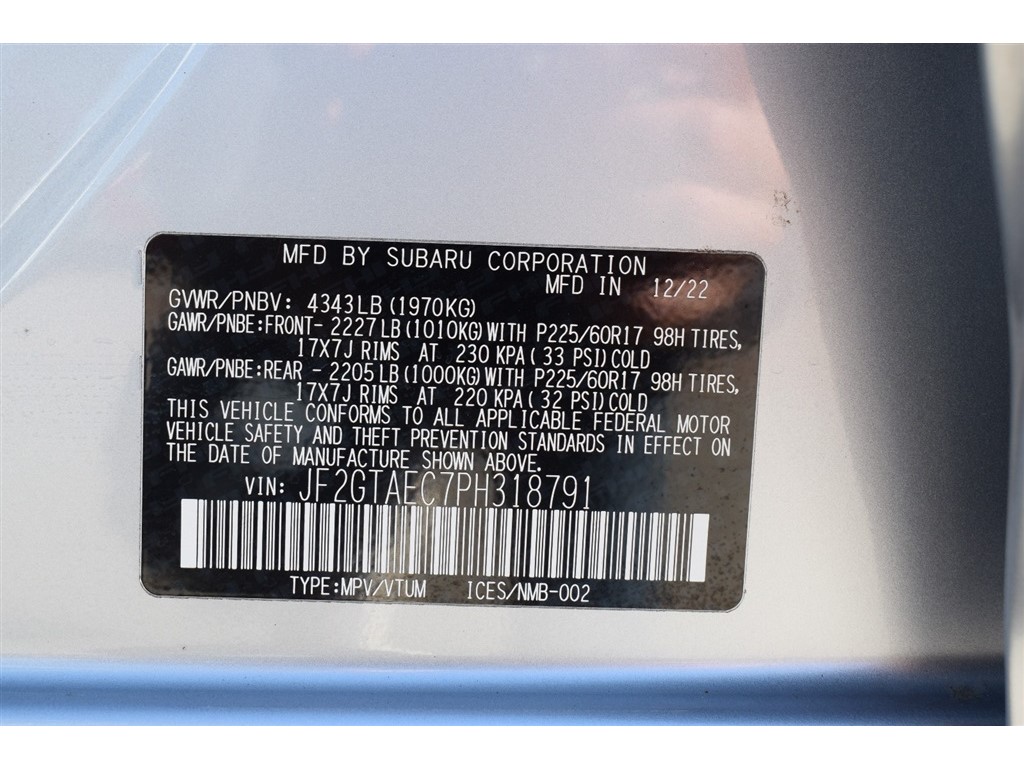 MFD BY SUBARU CORPORATION
MFD IN 12/22
GVWR/PNBV: 4343LB (1970KG)
GAWR/PNBE:FRONT- 2227LB (1010KG) WITH P225/60R17 98H TIRES,
17X7J RIMS AT 230 KPA ( 33 PSI) COLD
GAWR/PNBE:REAR - 2205LB (1000KG) WITH P225/60R17 98H TIRES,
17X7J RIMS AT 220 KPA ( 32 PSI) COLD
THIS VEHICLE CONFORMS TO ALL APPLICABLE FEDERAL MOTOR
VEHICLE SAFETY AND THEFT PREVENTION STANDARDS IN EFFECT ON
THE DATE OF MANUFACTURE SHOWN ABOVE.
VIN: JF2GTAEC7PH318791
TYPE:MPV/VTUM ICES/NMB-002